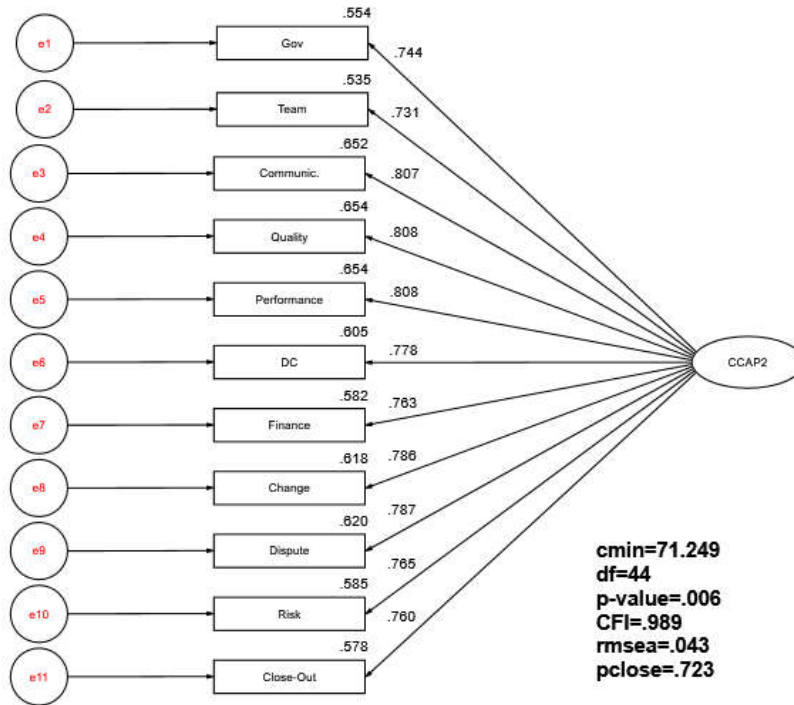 .554
e1
Gov
.744
.535
e2
Team
.731
.652
e3
Communic.
.807
.654
e4
Quality
.808
.654
e5
Performance
.808
.605
e6
DC
.778
CCAP2
.582
e7
Finance
.763
.618
e8
Change
.786
.620
e9
Dispute
.787
.585
e10
Risk
.765
.578
e11
Close-Out
.760
cmin=71.249
df=44
p-value=.006
CFI=.989
rmsea=.043
pclose=.723